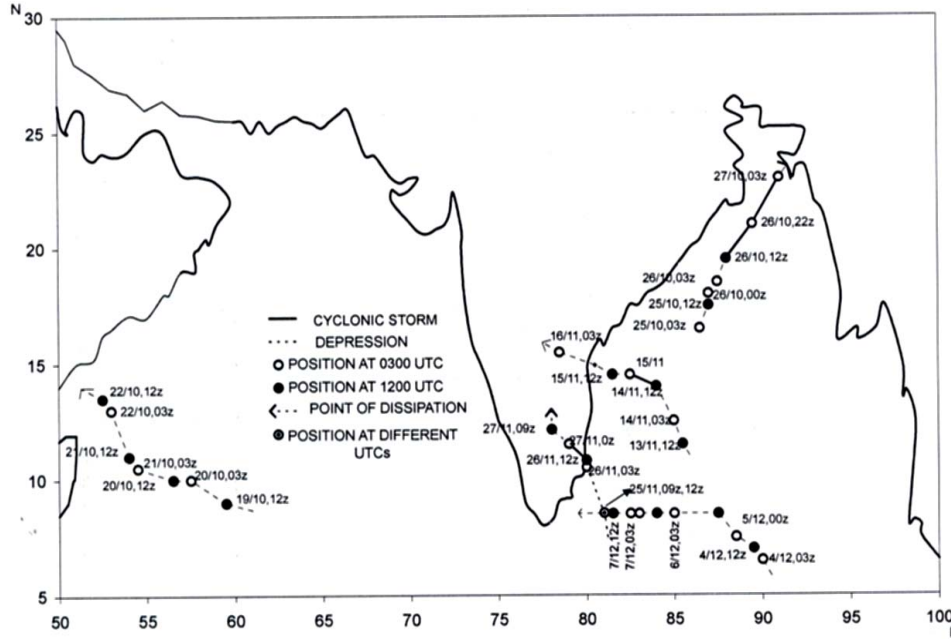 N
30
25
20
15
10
5
50
55
60
65
70
75
80
85
90
95
100
27/10,03z
26/10,22z
26/10,12z
26/10,03z
26/10,00z
25/10,12z
25/10,03z
CYCLONIC STORM
DEPRESSION
POSITION AT 0300 UTC
POSITION AT 1200 UTC
POINT OF DISSIPATION
POSITION AT DIFFERENT
UTCs
16/11,03z
15/11
15/11,12z
14/11,12z
14/11,03z
13/11,12z
22/10,12z
22/10,03z
21/10,12z
21/10,03z
20/10,12z
20/10,03z
19/10,12z
27/11,09z
27/11,0z
26/11,12z
26/11,03z
25/11,09z,12z
7/12,12z
7/12,03z
6/12,03z
5/12,00z
4/12,12z
4/12,03z